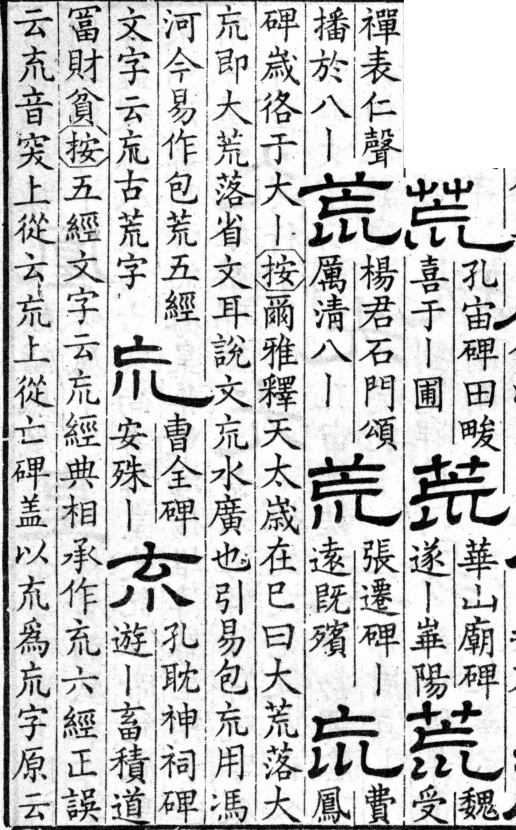 荒
孔宙碑田畯
喜于丨圃
荒
華山廟碑
遂丨崋陽
荒
魏
受
禪表仁聲
播於八丨
荒
楊君石門頌
厲清八丨
荒
張遷碑丨
遠既殯
巟
費
鳳
碑歲𢓜于大丨按爾雅釋天太歲在巳曰大荒落大
巟即大荒落省文耳說文巟水廣也引易包巟用馮
河今易作包荒五經
文字云巟古荒字
巟
曹全碑
安殊丨
㐬
孔耽神祠碑
遊丨畜積道
冨財貧按五經文字云巟經典相承作㐬六經正誤
云㐬音突上從云巟上從亡碑盖以㐬爲巟字原云